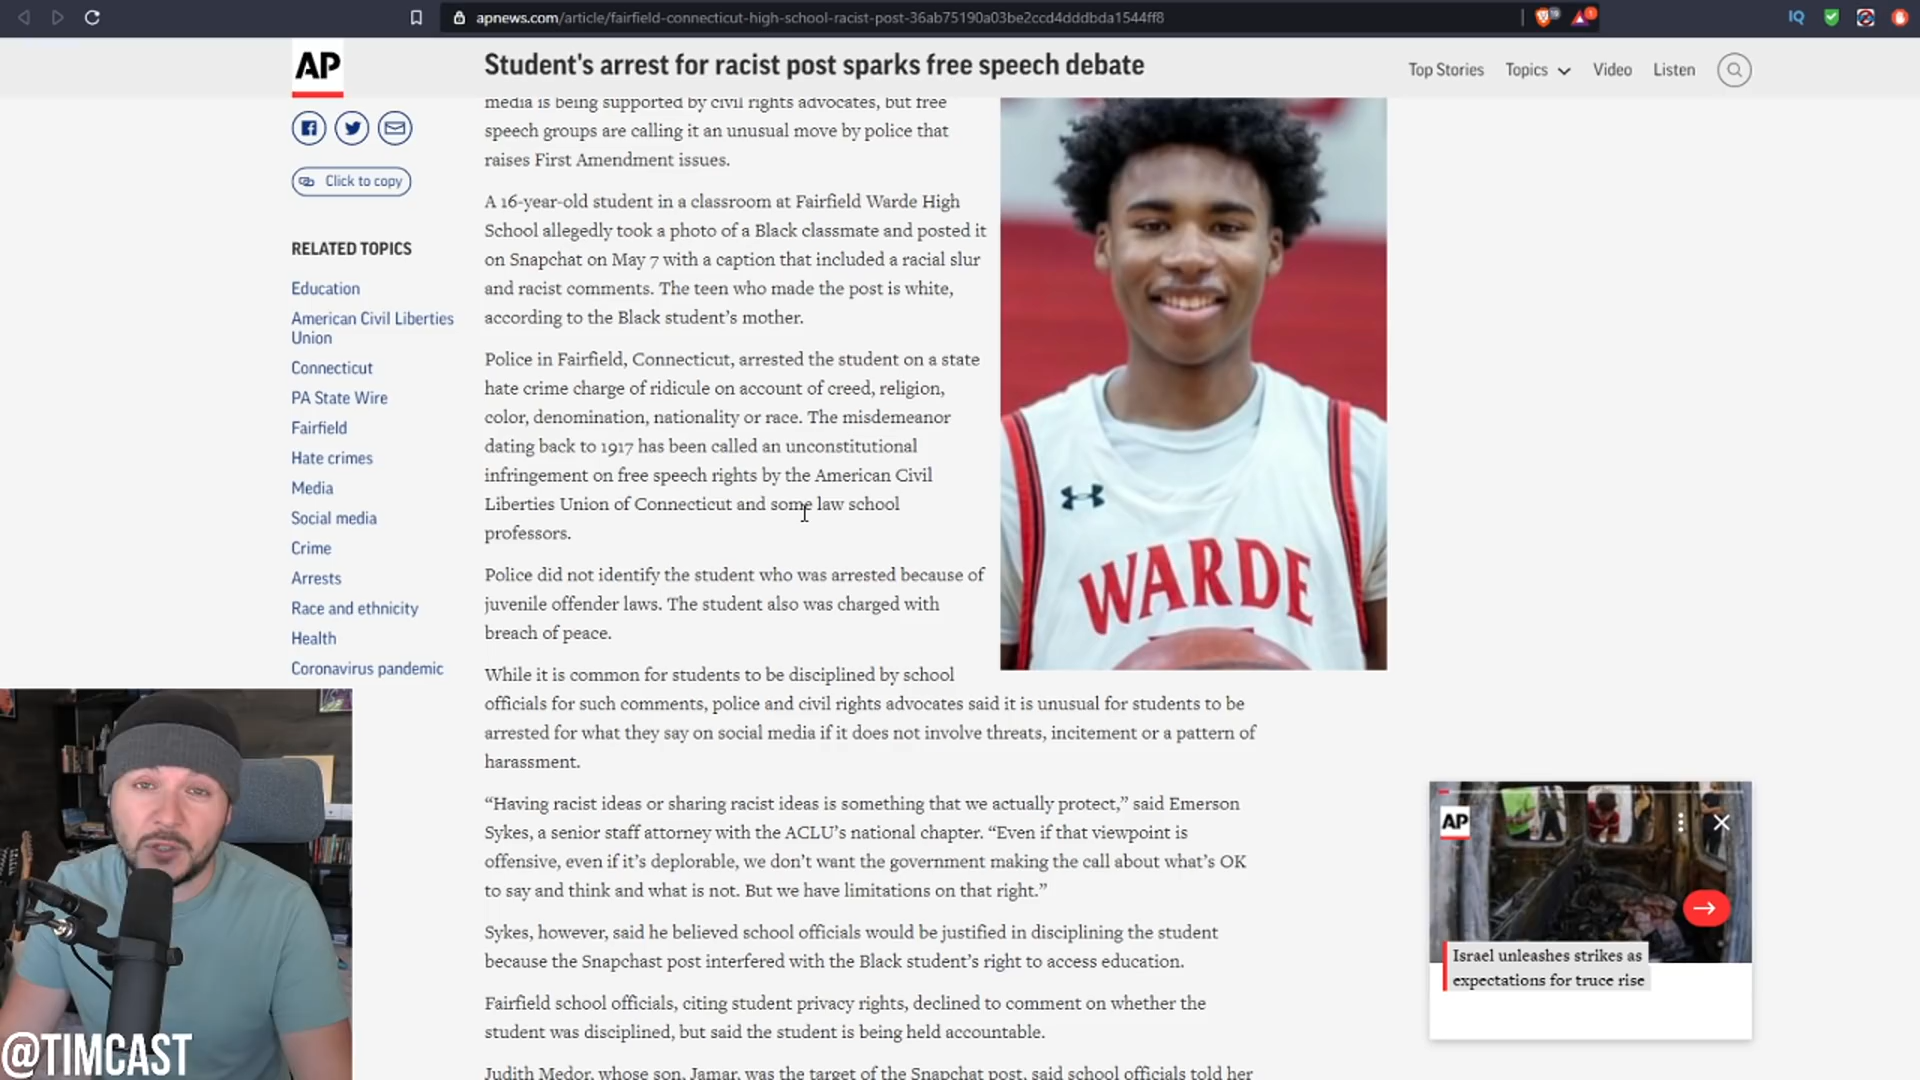 apnews.com/article/fairfield-connecticut-high-school-racist-post-36ab75190a03be2ccd4dddbda1544ff8
IQ
AP
Student's arrest for racist post sparks free speech debate
Top Stories
Topics
Video
Listen
Click to copy
RELATED TOPICS
Education
American Civil Liberties
Union
Connecticut
PA State Wire
Fairfield
Hate crimes
Media
Social media
Crime
Arrests
Race and ethnicity
Health
Coronavirus pandemic
media is being supported by civil rights advocates, but free
speech groups are calling it an unusual move by police that
raises First Amendment issues.
A 16-year-old student in a classroom at Fairfield Warde High
School allegedly took a photo of a Black classmate and posted it
on Snapchat on May 7 with a caption that included a racial slur
and racist comments. The teen who made the post is white,
according to the Black student's mother.
Police in Fairfield, Connecticut, arrested the student on a state
hate crime charge of ridicule on account of creed, religion,
color, denomination, nationality or race. The misdemeanor
dating back to 1917 has been called an unconstitutional
infringement on free speech rights by the American Civil
Liberties Union of Connecticut and some law school
professors.
Police did not identify the student who was arrested because of
juvenile offender laws. The student also was charged with
breach of peace.
While it is common for students to be disciplined by school
officials for such comments, police and civil rights advocates said it is unusual for students to be
arrested for what they say on social media if it does not involve threats, incitement or a pattern of
harassment.
“Having racist ideas or sharing racist ideas is something that we actually protect,” said Emerson
Sykes, a senior staff attorney with the ACLU's national chapter. “Even if that viewpoint is
offensive, even if it's deplorable, we don't want the government making the call about what's OK
to say and think and what is not. But we have limitations on that right.”
Sykes, however, said he believed school officials would be justified in disciplining the student
because the Snapchast post interfered with the Black student's right to access education.
Fairfield school officials, citing student privacy rights, declined to comment on whether the
student was disciplined, but said the student is being held accountable.
Judith Medor, whose son, Jamar, was the target of the Snapchat post, said school officials told her
WARDE
AP
Israel unleashes strikes as
expectations for truce rise
@TIMCAST